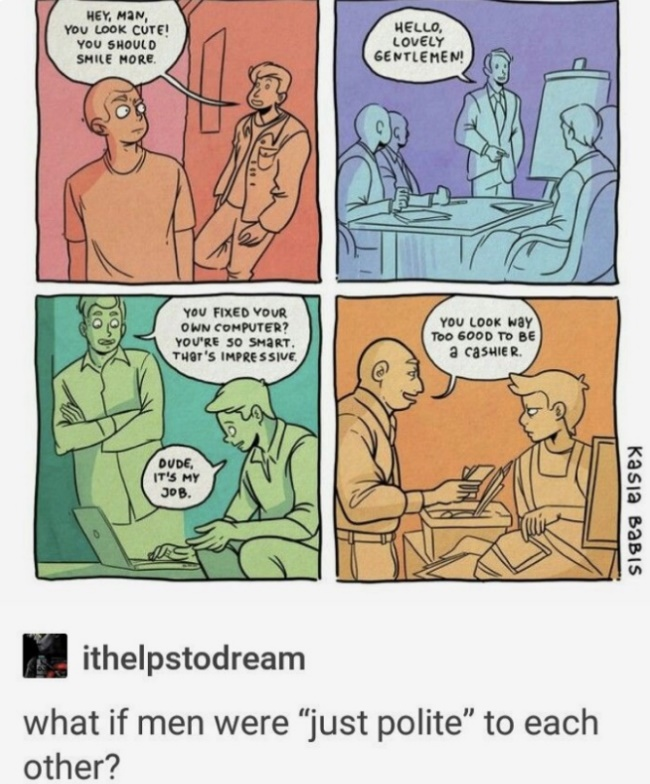 HEY, MAN,
YOU LOOK CUTE!
YOU SHOULD
SMILE MORE.
HELLO,
LOVELY
GENTLEMEN!
YOU FIXED YOUR
OWN COMPUTER?
YOU'RE SO SMART.
THAT'S IMPRESSIVE.
DUDE,
IT'S MY
JOB.
YOU LOOK WAY
TOO GOOD TO BE
A CASHIER.
KASIA BABIS
ithelpstodream
what if men were “just polite” to each
other?